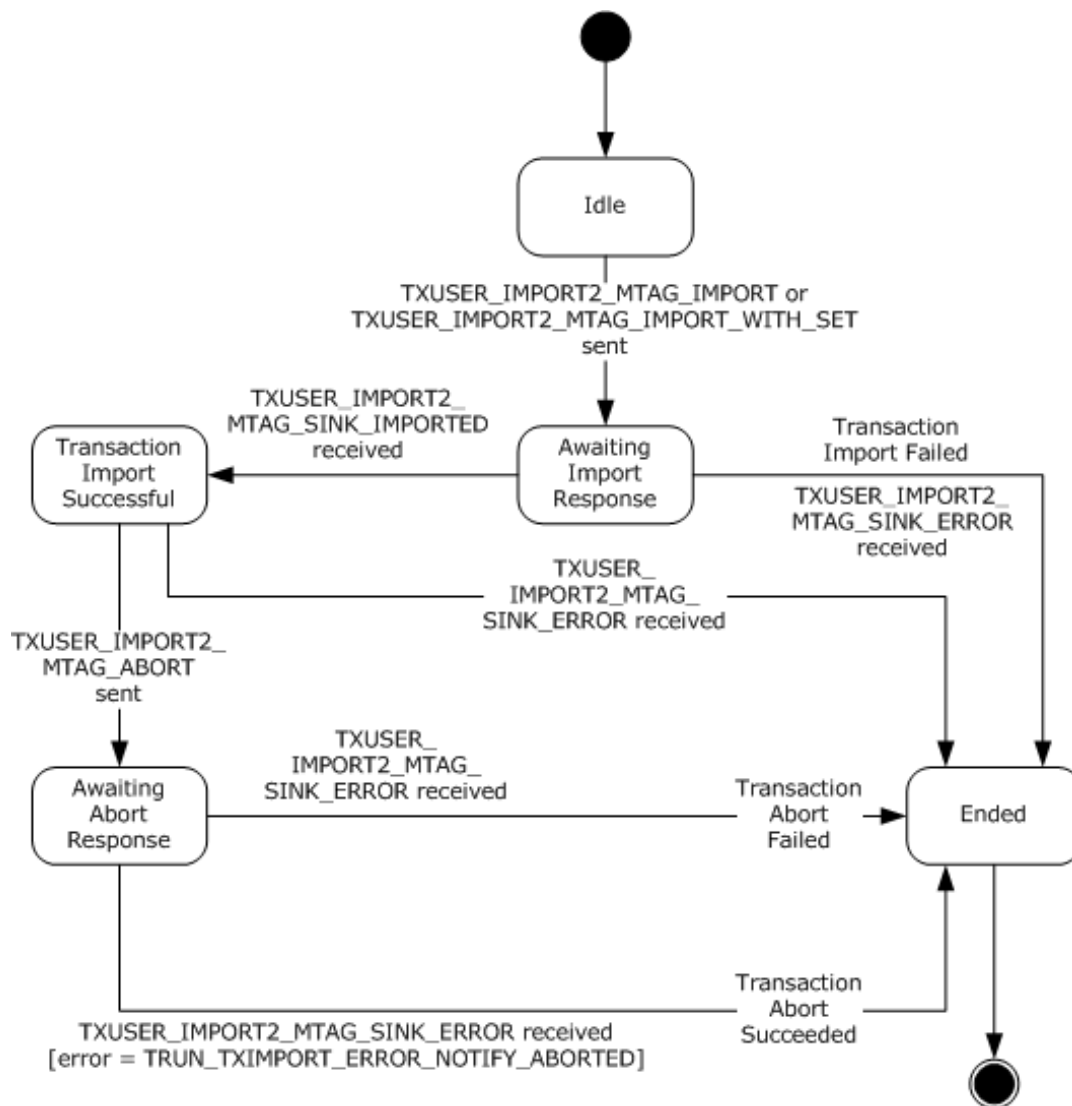 Idle
TXUSER_IMPORT2_MTAG_IMPORT or
TXUSER_IMPORT2_MTAG_IMPORT_WITH_SET
sent
TXUSER_IMPORT2_
MTAG_SINK_IMPORTED
received
Transaction
Import
Successful
Awaiting
Import
Response
Transaction
Import Failed
TXUSER_IMPORT2_
MTAG_SINK_ERROR
received
TXUSER_
IMPORT2_MTAG_
SINK_ERROR received
TXUSER_IMPORT2_
MTAG_ABORT
sent
TXUSER_
IMPORT2_MTAG_
SINK_ERROR received
Awaiting
Abort
Response
Transaction
Abort
Failed
Ended
Transaction
Abort
Succeeded
TXUSER_IMPORT2_MTAG_SINK_ERROR received
[error = TRUN_TXIMPORT_ERROR_NOTIFY_ABORTED]